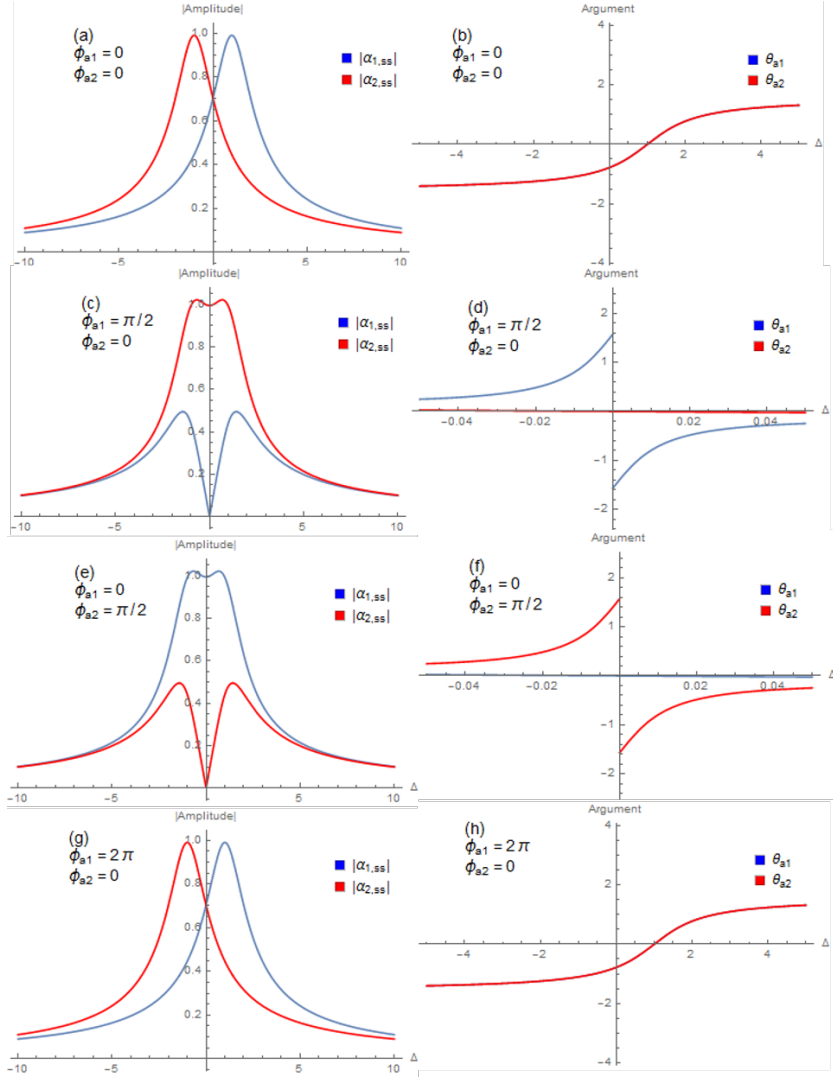 |Amplitude|
(a)
ϕa1 = 0
ϕa2 = 0
|α1,ss|
|α2,ss|
1.0
0.8
0.6
0.4
0.2
−10
−5
5
10
Argument
(b)
ϕa1 = 0
ϕa2 = 0
θa1
θa2
4
2
−2
−4
−4
−2
2
4
Δ
|Amplitude|
(c)
ϕa1 = π/2
ϕa2 = 0
|α1,ss|
|α2,ss|
1.0
0.8
0.6
0.4
0.2
−10
−5
5
10
Argument
(d)
ϕa1 = π/2
ϕa2 = 0
θa1
θa2
2
1
−1
−2
−0.04
−0.02
0.02
0.04
Δ
|Amplitude|
(e)
ϕa1 = 0
ϕa2 = π/2
|α1,ss|
|α2,ss|
1.0
0.8
0.6
0.4
0.2
−10
−5
5
10
Δ
Argument
(f)
ϕa1 = 0
ϕa2 = π/2
θa1
θa2
2
1
−1
−2
−0.04
−0.02
0.02
0.04
Δ
|Amplitude|
(g)
ϕa1 = 2π
ϕa2 = 0
|α1,ss|
|α2,ss|
1.0
0.8
0.6
0.4
0.2
−10
−5
5
10
Δ
Argument
(h)
ϕa1 = 2π
ϕa2 = 0
θa1
θa2
4
2
−2
−4
−4
−2
2
4
Δ